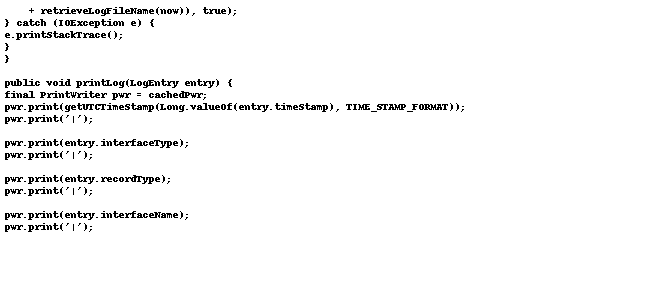 + retrieveLogFileName(now)), true);
} catch (IOException e) {
e.printStackTrace();
}
}

public void printLog(LogEntry entry) {
final PrintWriter pwr = cachedPwr;
pwr.print(getUTCTimeStamp(Long.valueOf(entry.timeStamp), TIME_STAMP_FORMAT));
pwr.print('|');

pwr.print(entry.interfaceType);
pwr.print('|');

pwr.print(entry.recordType);
pwr.print('|');

pwr.print(entry.interfaceName);
pwr.print('|');